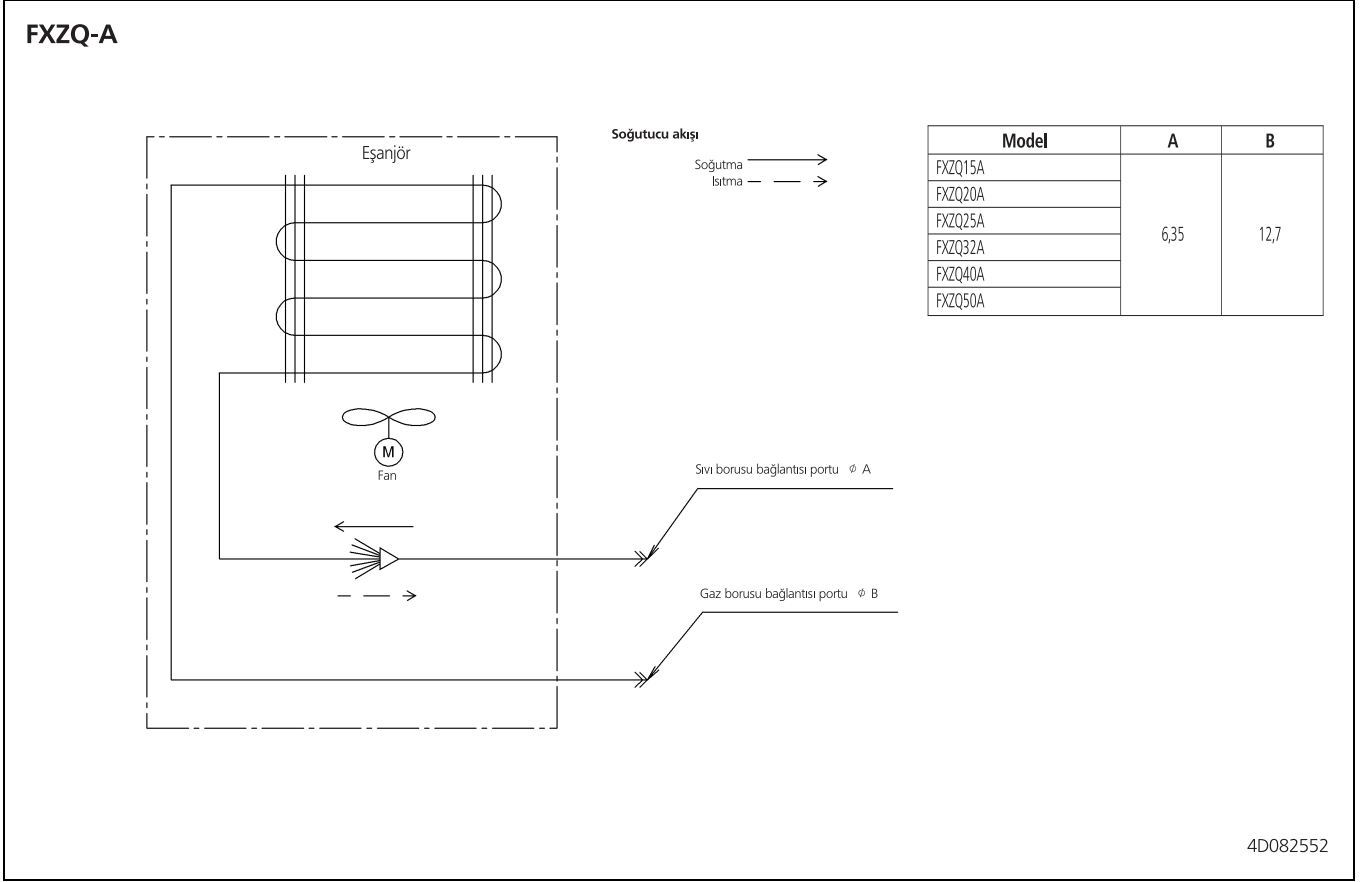 FXZQ-A
Eşanjör
Soğutucu akışı
Soğutma
Isıtma
Model A B
FXZQ15A
FXZQ20A
FXZQ25A
FXZQ32A
FXZQ40A
FXZQ50A
6,35 12,7
M
Fan
Sıvı borusu bağlantısı portu ϕ A
Gaz borusu bağlantısı portu ϕ B
4D082552